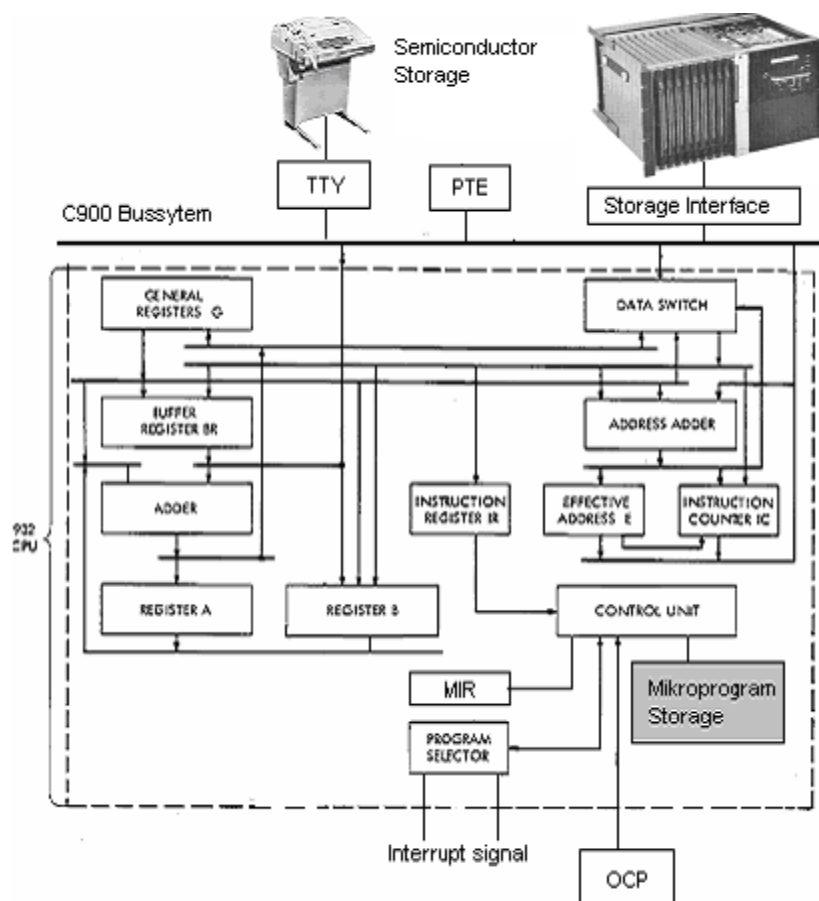 Semiconductor
Storage
TTY
PTE
C900 Bussytem
Storage Interface
GENERAL
REGISTERS G
DATA SWITCH
BUFFER
REGISTER BR
ADDRESS ADDER
ADDER
INSTRUCTION
REGISTER IR
EFFECTIVE
ADDRESS E
INSTRUCTION
COUNTER IC
932
CPU
REGISTER A
REGISTER B
CONTROL UNIT
MIR
Mikroprogram
Storage
PROGRAM
SELECTOR
Interrupt signal
OCP